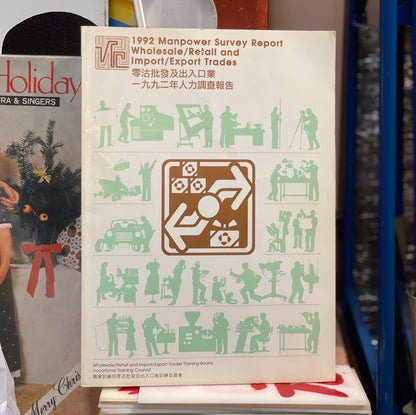 VTC
1992 Manpower Survey Report
Wholesale/Retail and
Import/Export Trades
零沽批發及出入口業
一九九二年人力調查報告
Holiday
RA & SINGERS
Wholesale/Retail and Import/Export Trades Training Board
Vocational Training Council
職業訓練局零沽批發及出入口業訓練委員會
Merry Chris